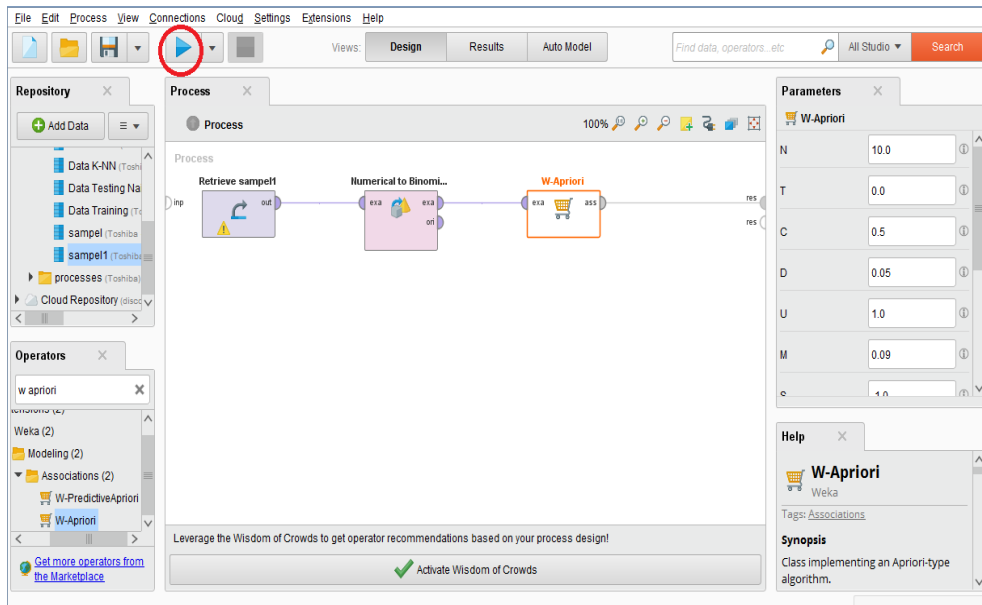 File Edit Process View Connections Cloud Settings Extensions Help
Views: Design Results Auto Model
Find data, operators...etc
All Studio
Search
Repository
Add Data
Data K-NN (Toshi
Data Testing Na
Data Training (To
sampel (Toshiba
sampel1 (Toshiba
processes (Toshiba)
Cloud Repository (disco
Operators
w apriori
Weka (2)
Modeling (2)
Associations (2)
W-PredictiveApriori
W-Apriori
Get more operators from
the Marketplace
Process
Process
100%
Process
Retrieve sampel1
inp
out
Numerical to Binomi...
exa exa
ori
W-Apriori
exa ass
res
res
Leverage the Wisdom of Crowds to get operator recommendations based on your process design!
Activate Wisdom of Crowds
Parameters
W-Apriori
N 10.0
T 0.0
C 0.5
D 0.05
U 1.0
M 0.09
Help
W-Apriori
Weka
Tags: Associations
Synopsis
Class implementing an Apriori-type
algorithm.